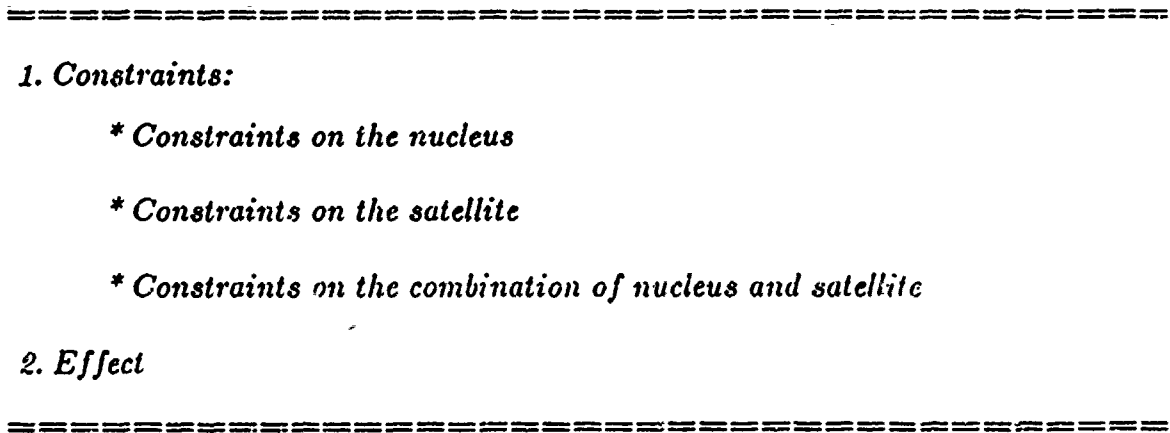 1. Constraints:
* Constraints on the nucleus
* Constraints on the satellite
* Constraints on the combination of nucleus and satellite
2. Effect